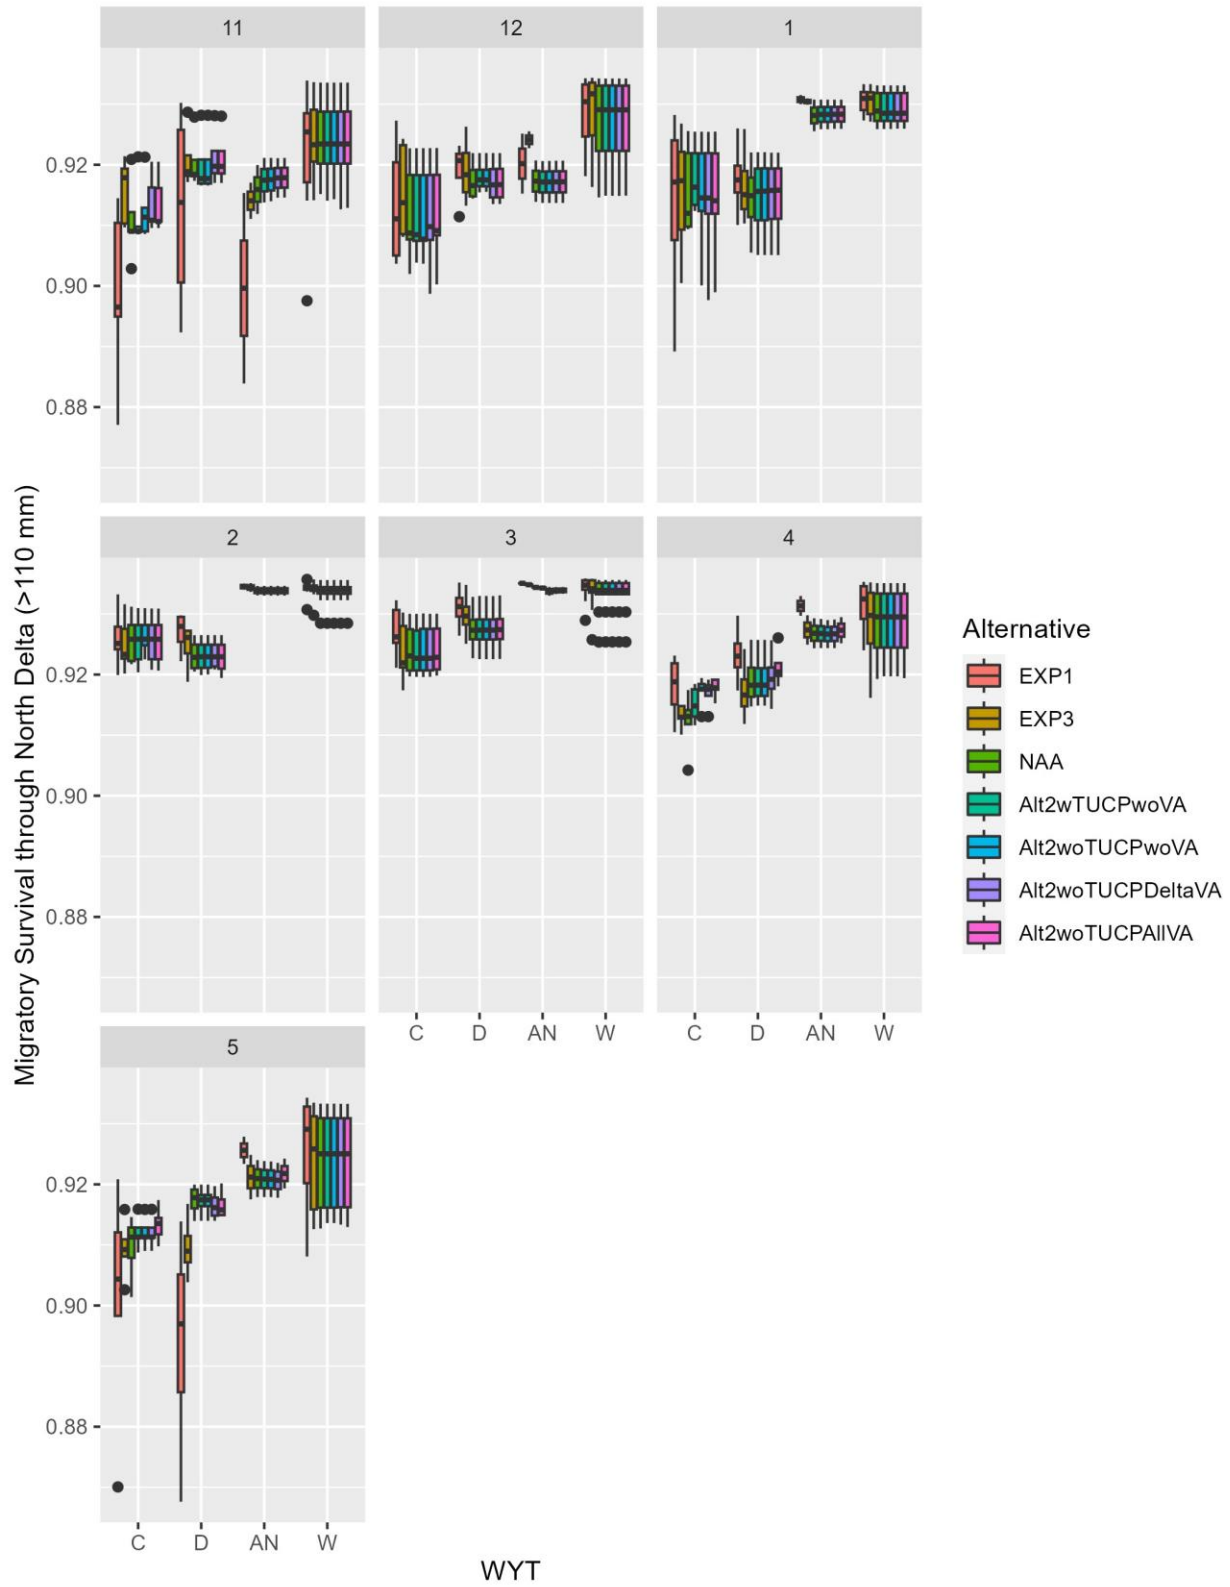 11
12
1
0.92
0.90
0.88
2
3
4
0.92
0.90
0.88
C D AN W
C D AN W
5
0.92
0.90
0.88
C D AN W
WYT
Migratory Survival through North Delta (>110 mm)
Alternative
EXP1
EXP3
NAA
Alt2wTUCPwoVA
Alt2woTUCPwoVA
Alt2woTUCPDeltaVA
Alt2woTUCPAllVA